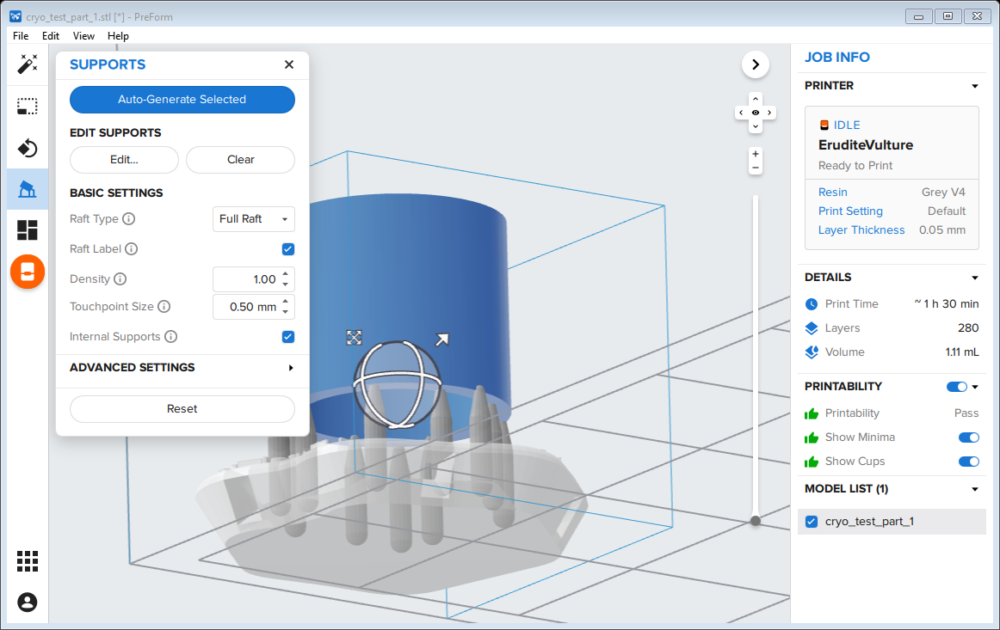 cryo_test_part_1.stl [*] - PreForm
File Edit View Help
SUPPORTS
Auto-Generate Selected
EDIT SUPPORTS
Edit... Clear
BASIC SETTINGS
Raft Type Full Raft
Raft Label
Density 1.00
Touchpoint Size 0.50 mm
Internal Supports
ADVANCED SETTINGS
Reset
JOB INFO
PRINTER
IDLE
EruditeVulture
Ready to Print
Resin Grey V4
Print Setting Default
Layer Thickness 0.05 mm
DETAILS
Print Time ~ 1 h 30 min
Layers 280
Volume 1.11 mL
PRINTABILITY
Printability Pass
Show Minima
Show Cups
MODEL LIST (1)
cryo_test_part_1